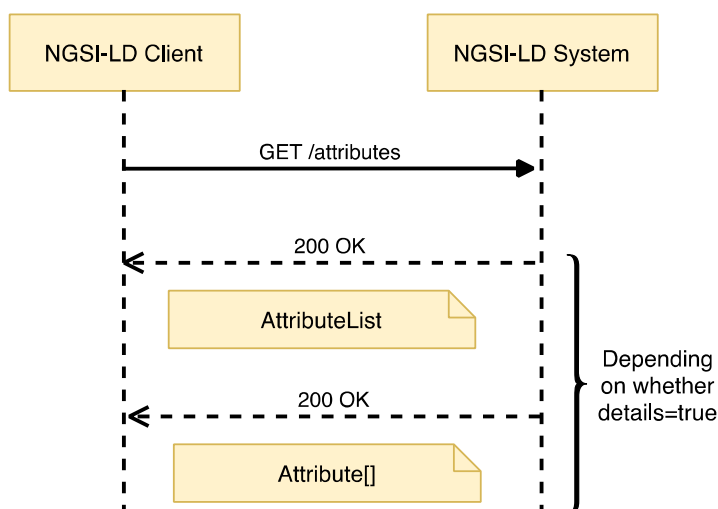 NGSI-LD Client
NGSI-LD System
GET /attributes
200 OK
AttributeList
Depending
on whether
details=true
200 OK
Attribute[]